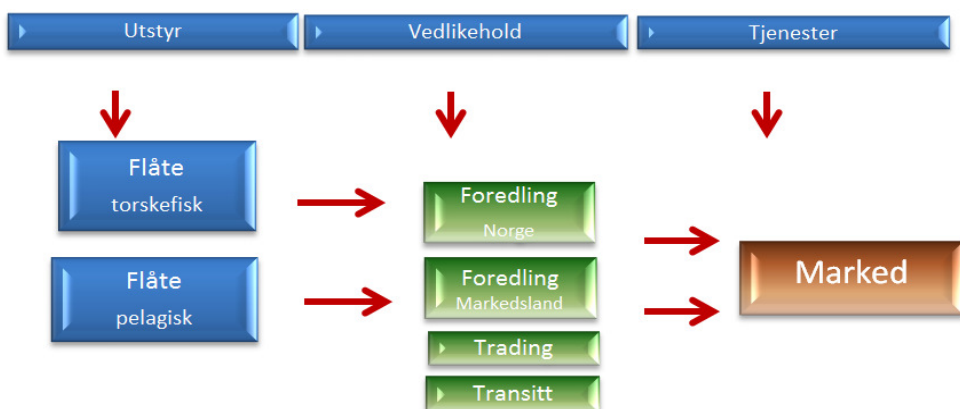 Utstyr
Vedlikehold
Tjenester
Flåte
torskefisk
Flåte
pelagisk
Foredling
Norge
Foredling
Markedsland
Trading
Transitt
Marked